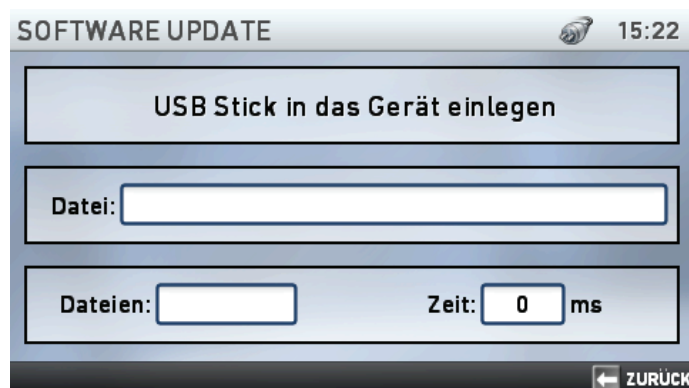 SOFTWARE UPDATE 15:22
USB Stick in das Gerät einlegen
Datei:
Dateien: Zeit: 0 ms
ZURÜCK